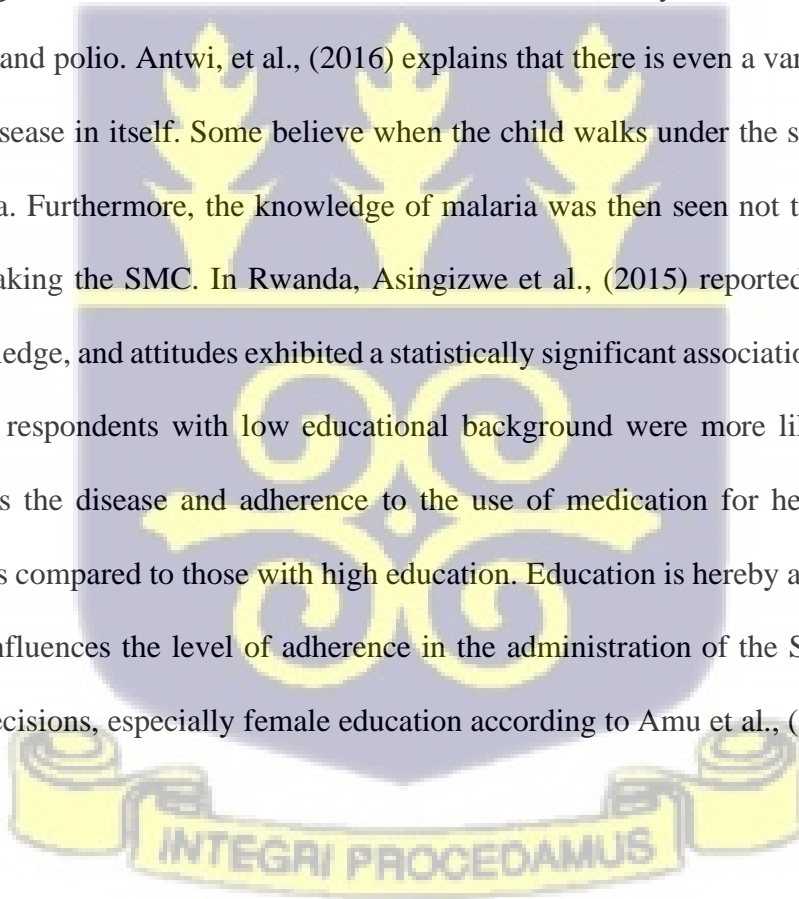 and polio. Antwi, et al., (2016) explains that there is even a var
sease in itself. Some believe when the child walks under the s
a. Furthermore, the knowledge of malaria was then seen not t
aking the SMC. In Rwanda, Asingizwe et al., (2015) reported
ledge, and attitudes exhibited a statistically significant associatio
respondents with low educational background were more li
s the disease and adherence to the use of medication for he
s compared to those with high education. Education is hereby a
nfluences the level of adherence in the administration of the S
ecisions, especially female education according to Amu et al., (
INTEGRI PROCEDAMUS